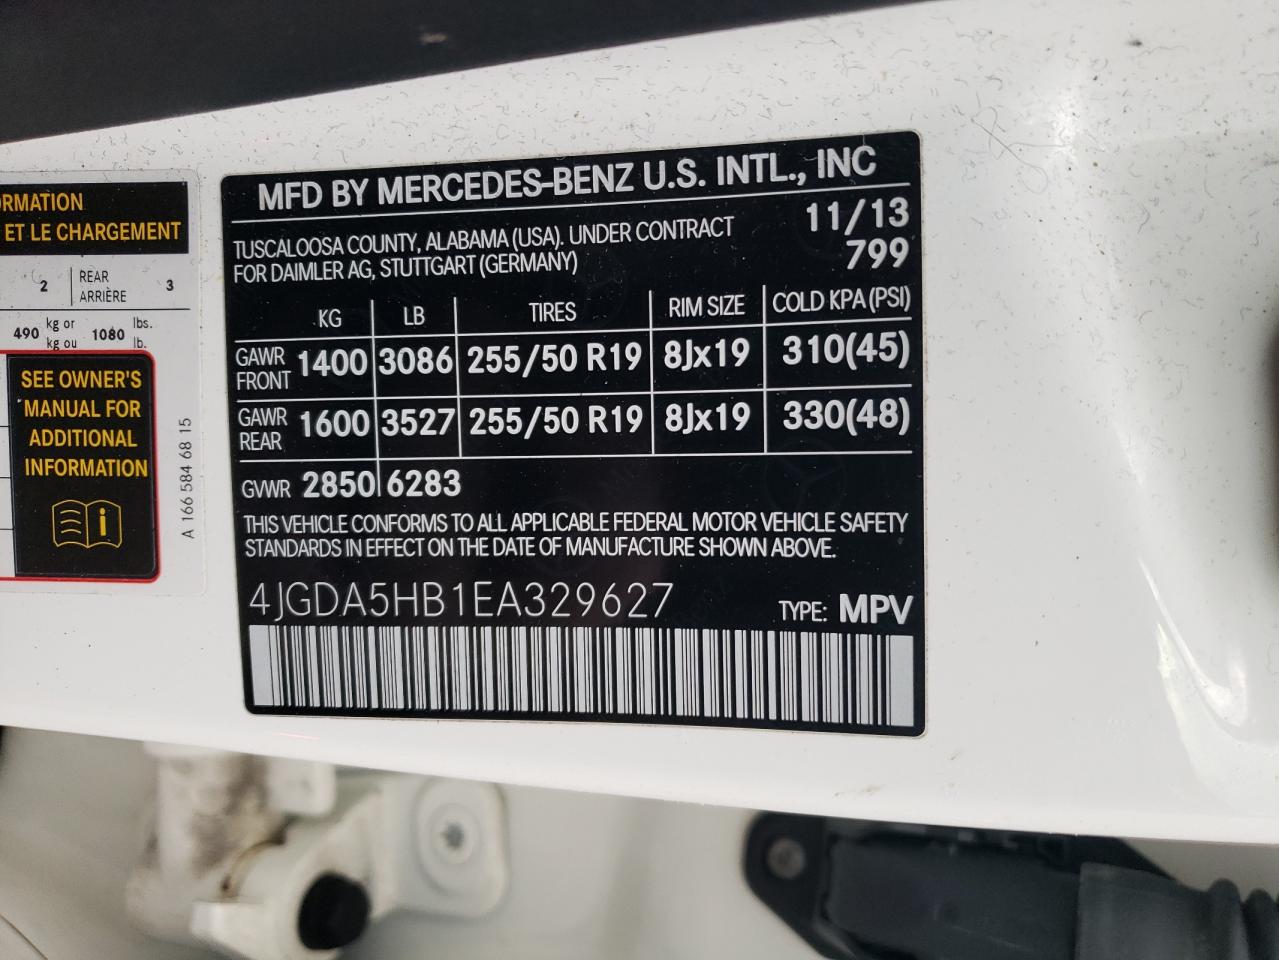 RMATION
ET LE CHARGEMENT
2 REAR ARRIÈRE 3
490 kg or kg ou 1080 lbs. lb.
SEE OWNER'S
MANUAL FOR
ADDITIONAL
INFORMATION
i
A 166 584 68 15
MFD BY MERCEDES-BENZ U.S. INTL., INC
TUSCALOOSA COUNTY, ALABAMA (USA). UNDER CONTRACT 11/13
FOR DAIMLER AG, STUTTGART (GERMANY) 799
KG LB TIRES RIM SIZE COLD KPA (PSI)
GAWR FRONT 1400 3086 255/50 R19 8Jx19 310(45)
GAWR REAR 1600 3527 255/50 R19 8Jx19 330(48)
GVWR 2850 6283
THIS VEHICLE CONFORMS TO ALL APPLICABLE FEDERAL MOTOR VEHICLE SAFETY
STANDARDS IN EFFECT ON THE DATE OF MANUFACTURE SHOWN ABOVE.
4JGDA5HB1EA329627 TYPE: MPV